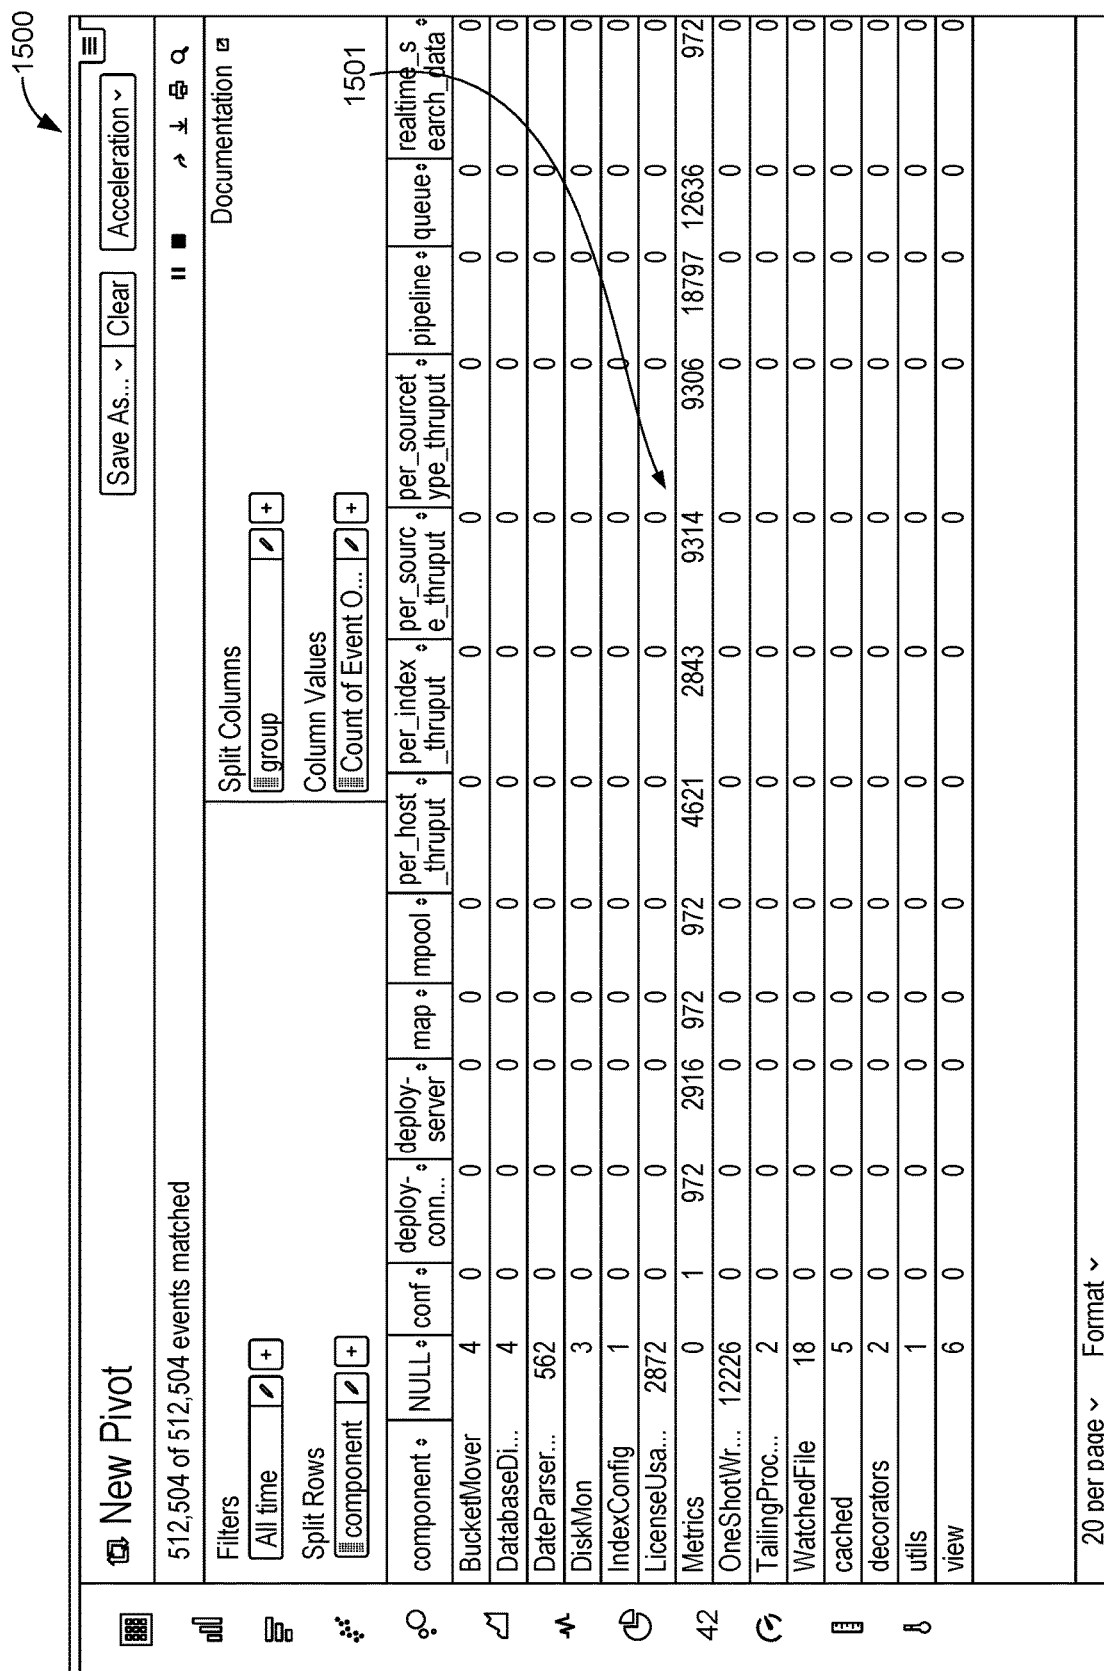 1500
New Pivot
Save As... Clear Acceleration
512,504 of 512,504 events matched
Filters
All time +
Split Columns
group +
Documentation
Split Rows
component +
Column Values
Count of Event O... +
1501
component NULL conf deploy-conn... deploy-server map mpool per_host_thruput per_index_thruput per_source_thruput per_sourcetype_thruput pipeline queue realtime_search_data
BucketMover 4 0 0 0 0 0 0 0 0 0 0 0 0
DatabaseDi... 4 0 0 0 0 0 0 0 0 0 0 0 0
DateParser... 562 0 0 0 0 0 0 0 0 0 0 0 0
DiskMon 3 0 0 0 0 0 0 0 0 0 0 0 0
IndexConfig 1 0 0 0 0 0 0 0 0 0 0 0 0
LicenseUsa... 2872 0 0 0 0 0 0 0 0 0 0 0 0
Metrics 0 1 972 2916 972 972 4621 2843 9314 9306 18797 12636 972
OneShotWr... 12226 0 0 0 0 0 0 0 0 0 0 0 0
TailingProc... 2 0 0 0 0 0 0 0 0 0 0 0 0
WatchedFile 18 0 0 0 0 0 0 0 0 0 0 0 0
cached 5 0 0 0 0 0 0 0 0 0 0 0 0
decorators 2 0 0 0 0 0 0 0 0 0 0 0 0
utils 1 0 0 0 0 0 0 0 0 0 0 0 0
view 6 0 0 0 0 0 0 0 0 0 0 0 0
42
20 per page Format